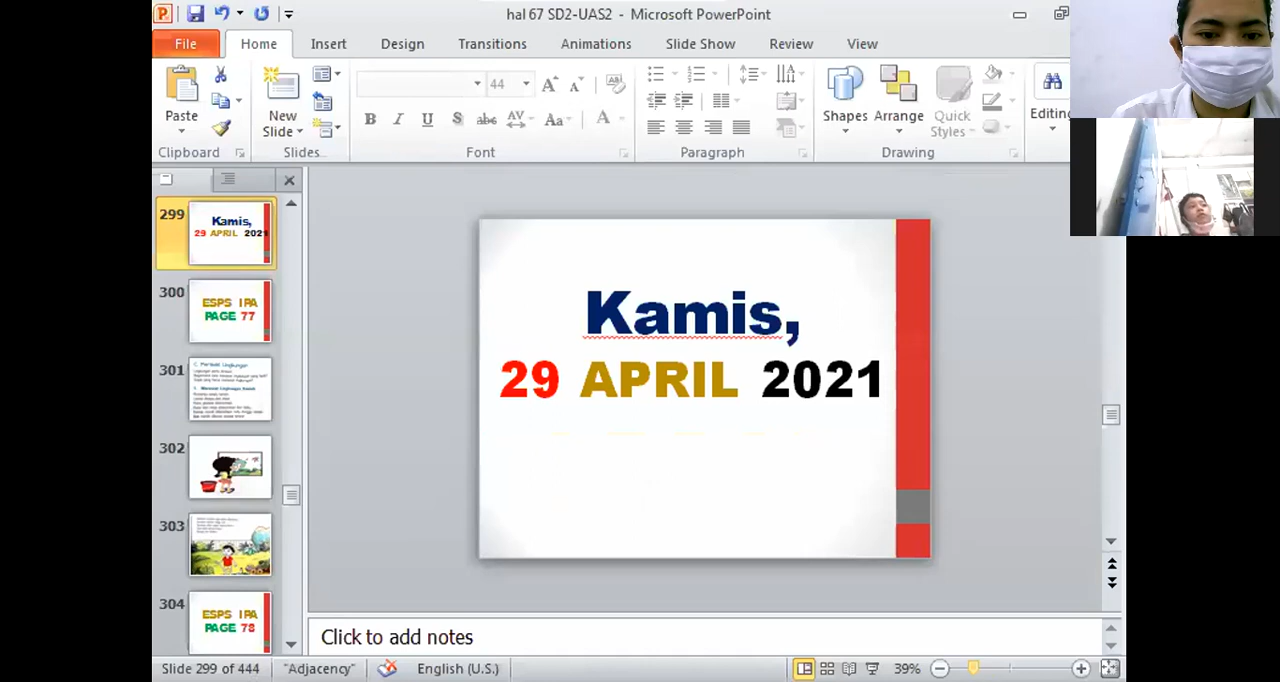 hal 67 SD2-UAS2 - Microsoft PowerPoint
File Home Insert Design Transitions Animations Slide Show Review View
Paste
New Slide
44
B I U S abc AV Aa A
Shapes Arrange Quick Styles
Editing
Clipboard Slides Font Paragraph Drawing
299
Kamis,
29 APRIL 2021
300
ESPS IPA
PAGE 77
301
302
303
304
ESPS IPA
PAGE 78
Kamis,
29 APRIL 2021
Click to add notes
Slide 299 of 444 "Adjacency" English (U.S.) 39%